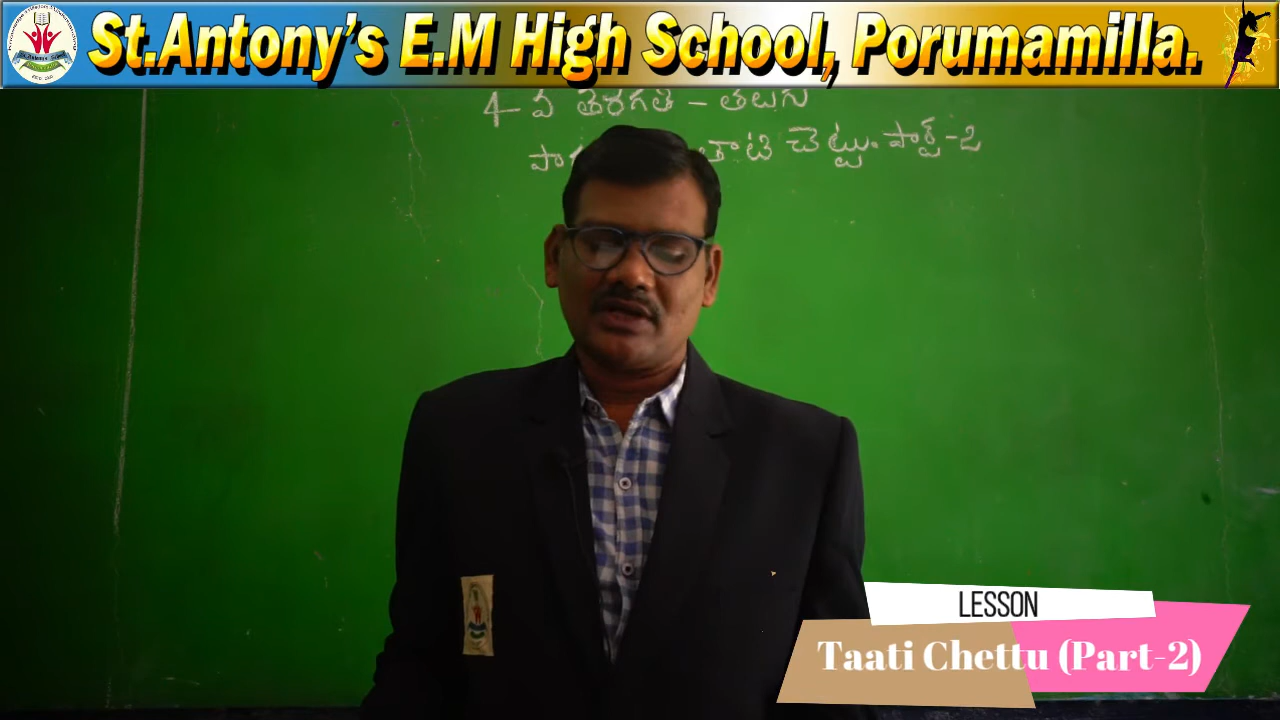 St.Antony's E.M High School, Porumamilla.
4 వ తరగతి - తెలుగు
తాటి చెట్టు. పార్ట్-2
LESSON
Taati Chettu (Part-2)